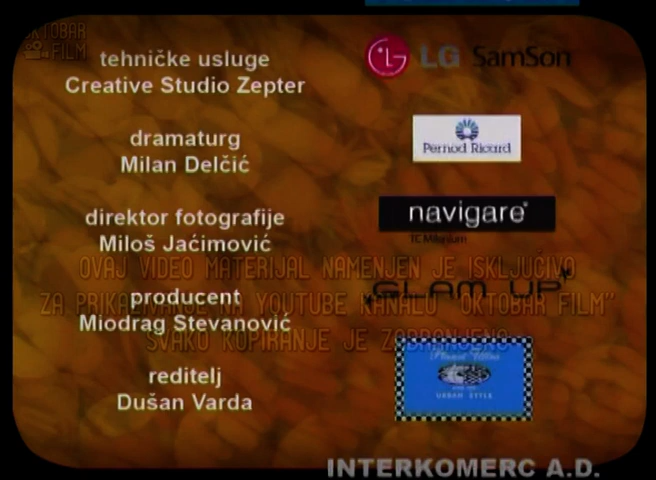 OKTOBAR
FILM
tehničke usluge
Creative Studio Zepter
dramaturg
Milan Delčić
direktor fotografije
Miloš Jaćimović
producent
Miodrag Stevanović
reditelj
Dušan Varda
LG SamSon
Pernod Ricard
navigare
TC Milenium
GLAM UP
URBAN STYLE
INTERKOMERC A.D.
OVAJ VIDEO MATERIJAL NAMENJEN JE ISKLJUČIVO
ZA PRIKAZIVANJE NA YOUTUBE KANALU "OKTOBAR FILM"
SVAKO KOPIRANJE JE ZABRANJENO